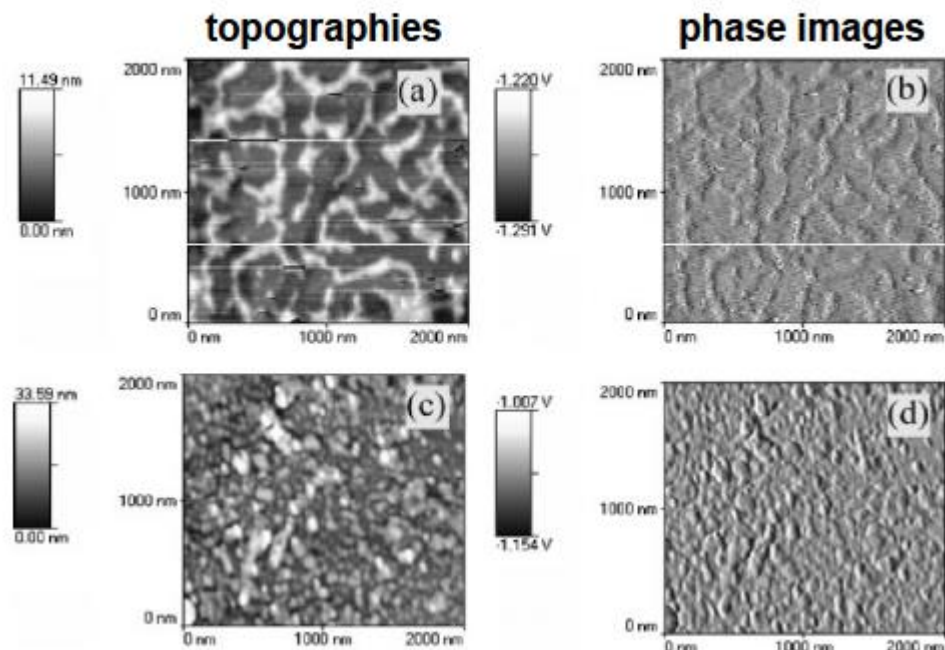 topographies
phase images
11.49 nm
0.00 nm
2000 nm
1000 nm
0 nm
(a)
0 nm
1000 nm
2000 nm
-1.220 V
-1.291 V
2000 nm
1000 nm
0 nm
(b)
0 nm
1000 nm
2000 nm
33.59 nm
0.00 nm
2000 nm
1000 nm
0 nm
(c)
0 nm
1000 nm
2000 nm
-1.007 V
-1.154 V
2000 nm
1000 nm
0 nm
(d)
0 nm
1000 nm
2000 nm